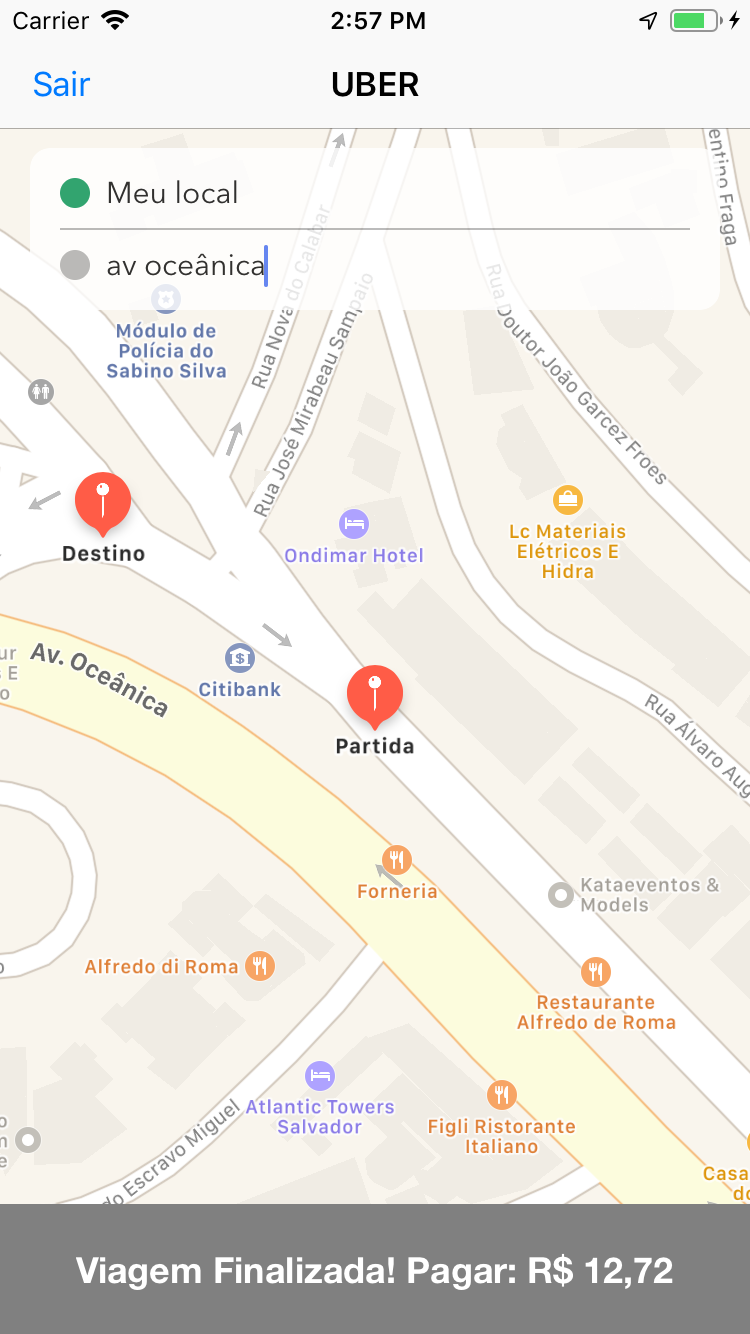 Carrier
2:57 PM
Sair
UBER
Meu local
av oceânica
entino Fraga
Rua Nova do Calabar
Rua José Mirabeau Sampaio
Rua Doutor João Garcez Froes
Módulo de
Polícia do
Sabino Silva
Destino
Ondimar Hotel
Lc Materiais
Elétricos E
Hidra
ur
s E
o
Av. Oceânica
Citibank
Partida
Rua Álvaro Aug
Forneria
Kataeventos &
Models
Alfredo di Roma
Restaurante
Alfredo de Roma
Atlantic Towers
Salvador
Figli Ristorante
Italiano
do Escravo Miguel
Casa
do
Viagem Finalizada! Pagar: R$ 12,72